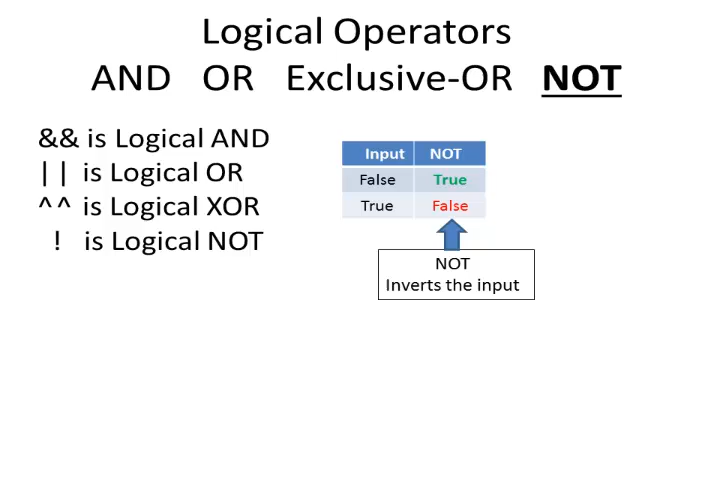 Logical Operators
AND OR Exclusive-OR NOT
&& is Logical AND
|| is Logical OR
^^ is Logical XOR
! is Logical NOT
Input NOT
False True
True False
NOT
Inverts the input